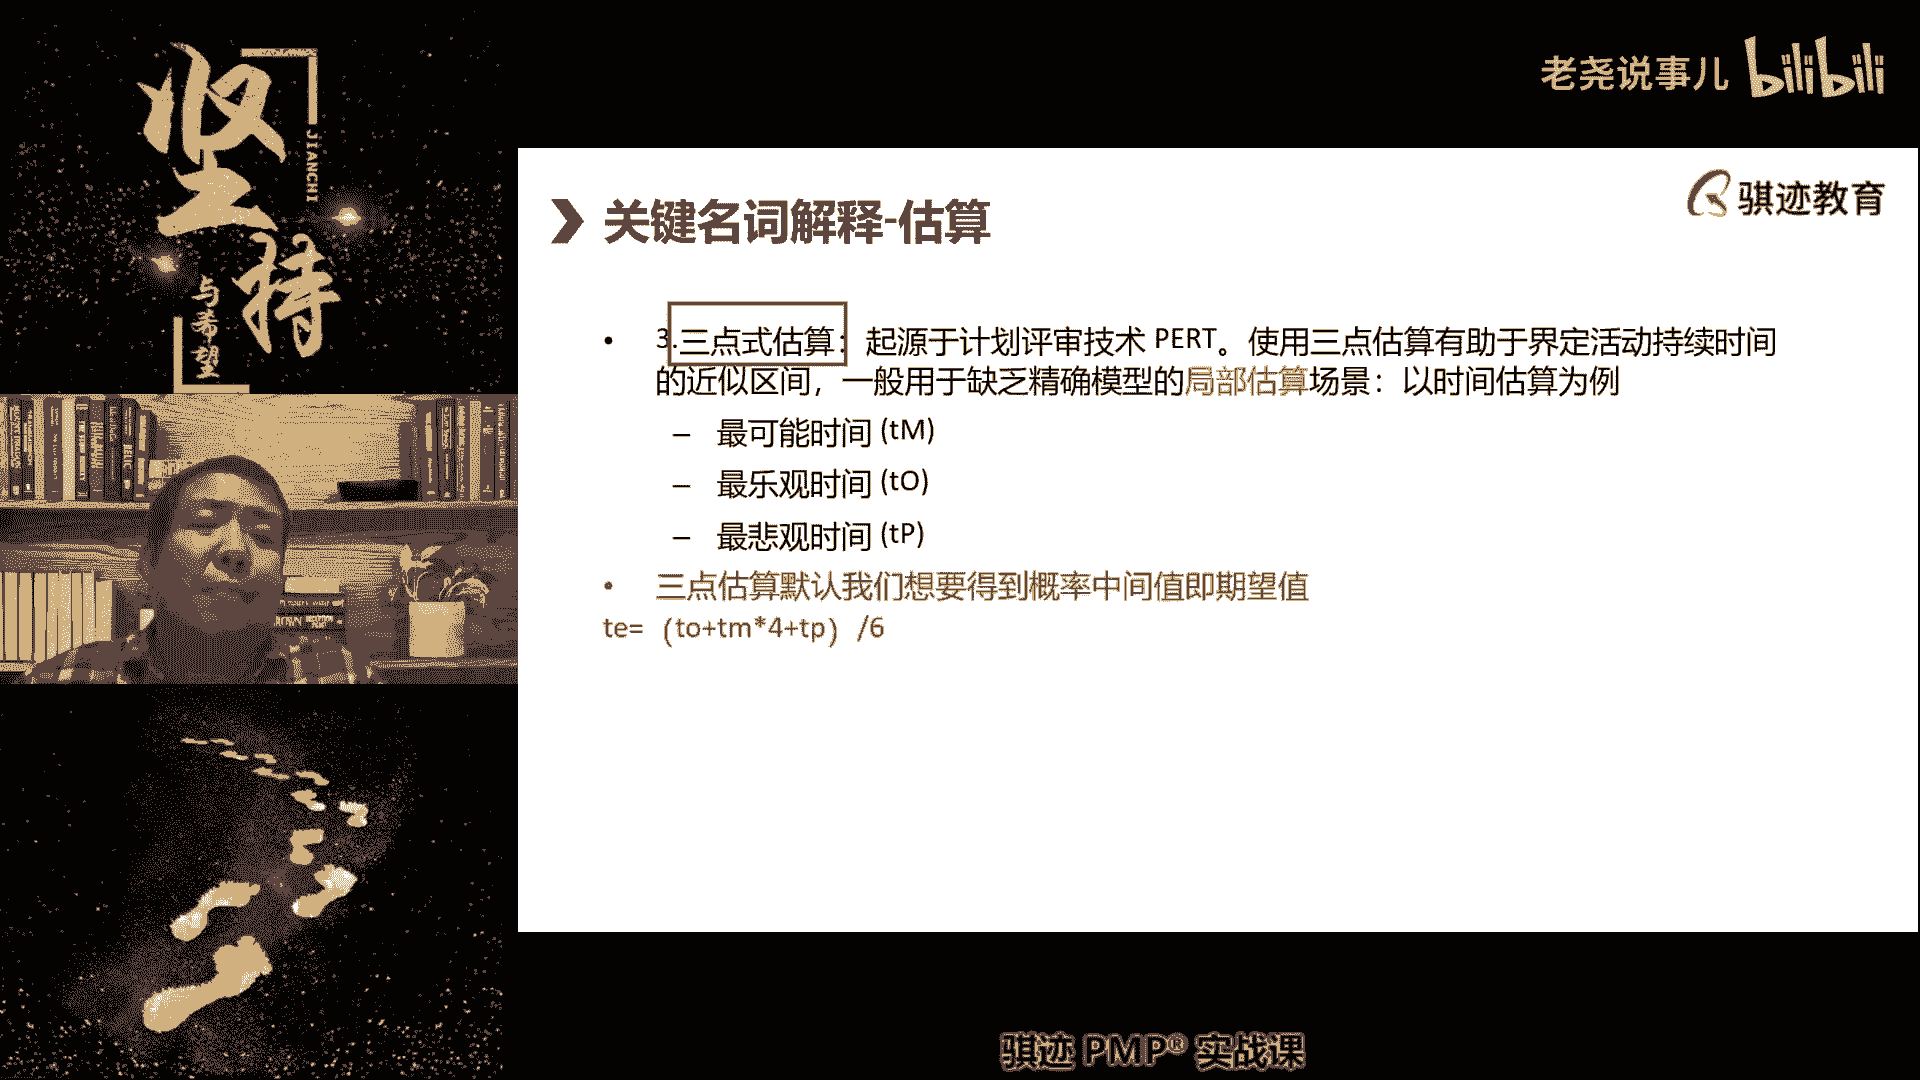 坚持
JIANCHI
与希望
老尧说事儿 bilibili
骐迹教育
关键名词解释-估算
• 3.三点式估算：起源于计划评审技术 PERT。使用三点估算有助于界定活动持续时间
的近似区间，一般用于缺乏精确模型的局部估算场景：以时间估算为例
– 最可能时间 (tM)
– 最乐观时间 (tO)
– 最悲观时间 (tP)
• 三点估算默认我们想要得到概率中间值即期望值
te=（to+tm*4+tp）/6
骐迹 PMP® 实战课